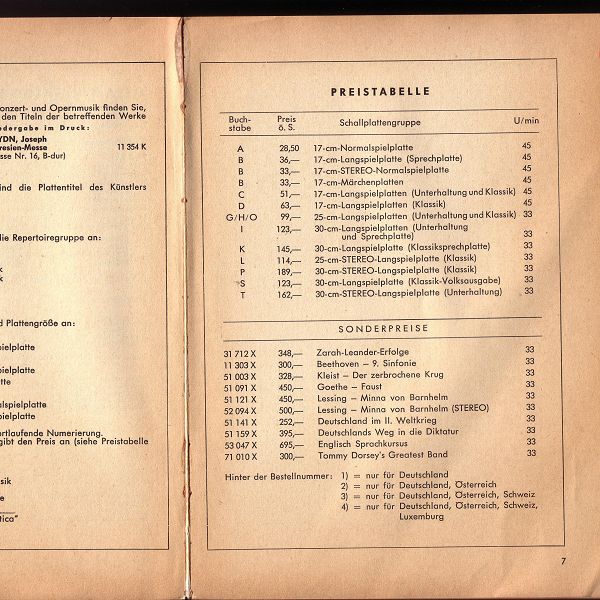 onzert- und Opernmusik finden Sie,
den Titeln der betreffenden Werke
edergabe im Druck:
YDN, Joseph
resien-Messe 11 354 K
sse Nr. 16, B-dur)
ind die Plattentitel des Künstlers
die Repertoiregruppe an:
k
k
d Plattengröße an:
pielplatte
pielplatte
tte
alspielplatte
spielplatte
ortlaufende Numerierung.
gibt den Preis an (siehe Preistabelle
usik
e
tica"
PREISTABELLE
Buch-stabe Preis ö. S. Schallplattengruppe U/min
A 28,50 17-cm-Normalspielplatte 45
B 36,— 17-cm-Langspielplatte (Sprechplatte) 45
B 33,— 17-cm-STEREO-Normalspielplatte 45
B 33,— 17-cm-Märchenplatten 45
C 51,— 17-cm-Langspielplatten (Unterhaltung und Klassik) 45
D 63,— 17-cm-Langspielplatten (Klassik) 45
G/H/O 99,— 25-cm-Langspielplatten (Unterhaltung und Klassik) 33
I 123,— 30-cm-Langspielplatten (Unterhaltung
und Sprechplatte) 33
K 145,— 30-cm-Langspielplatte (Klassiksprechplatte) 33
L 114,— 25-cm-STEREO-Langspielplatte (Klassik) 33
P 189,— 30-cm-STEREO-Langspielplatte (Klassik) 33
S 123,— 30-cm-Langspielplatte (Klassik-Volksausgabe) 33
T 162,— 30-cm-STEREO-Langspielplatte (Unterhaltung) 33
SONDERPREISE
31 712 X 348,— Zarah-Leander-Erfolge 33
11 303 X 300,— Beethoven – 9. Sinfonie 33
51 003 X 328,— Kleist – Der zerbrochene Krug 33
51 091 X 450,— Goethe – Faust 33
51 121 X 450,— Lessing – Minna von Barnhelm 33
52 094 X 500,— Lessing – Minna von Barnhelm (STEREO) 33
51 141 X 252,— Deutschland im II. Weltkrieg 33
51 159 X 395,— Deutschlands Weg in die Diktatur 33
53 047 X 695,— Englisch Sprachkursus 33
71 010 X 300,— Tommy Dorsey's Greatest Band 33
Hinter der Bestellnummer: 1) = nur für Deutschland
2) = nur für Deutschland, Österreich
3) = nur für Deutschland, Österreich, Schweiz
4) = nur für Deutschland, Österreich, Schweiz,
Luxemburg
7